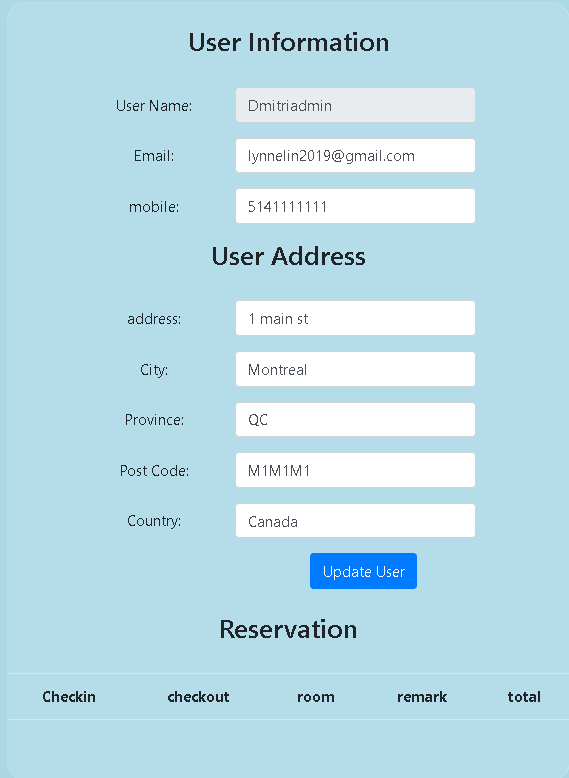 User Information
User Name: Dmitriadmin
Email: lynnelin2019@gmail.com
mobile: 5141111111
User Address
address: 1 main st
City: Montreal
Province: QC
Post Code: M1M1M1
Country: Canada
Update User
Reservation
Checkin checkout room remark total